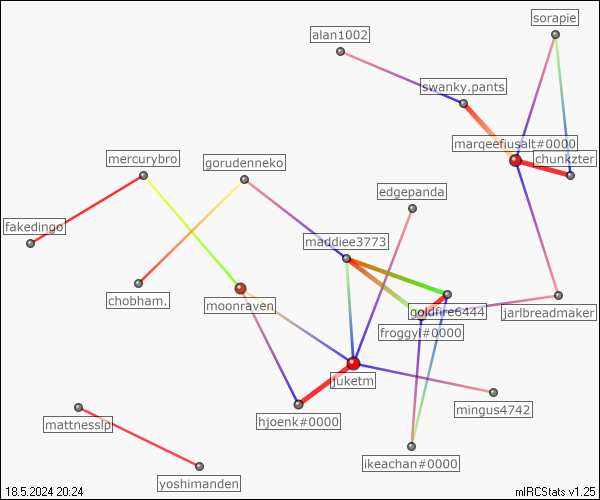 sorapie
alan1002
swanky.pants
marqeefiusalt#0000
chunkzter
mercurybro
gorudenneko
edgepanda
fakedingo
maddiee3773
chobham.
moonraven
goldfire6444
jarlbreadmaker
froggyl#0000
juketm
mattnesslp
hjoenk#0000
mingus4742
ikeachan#0000
yoshimanden
18.5.2024 20:24
mIRCStats v1.25